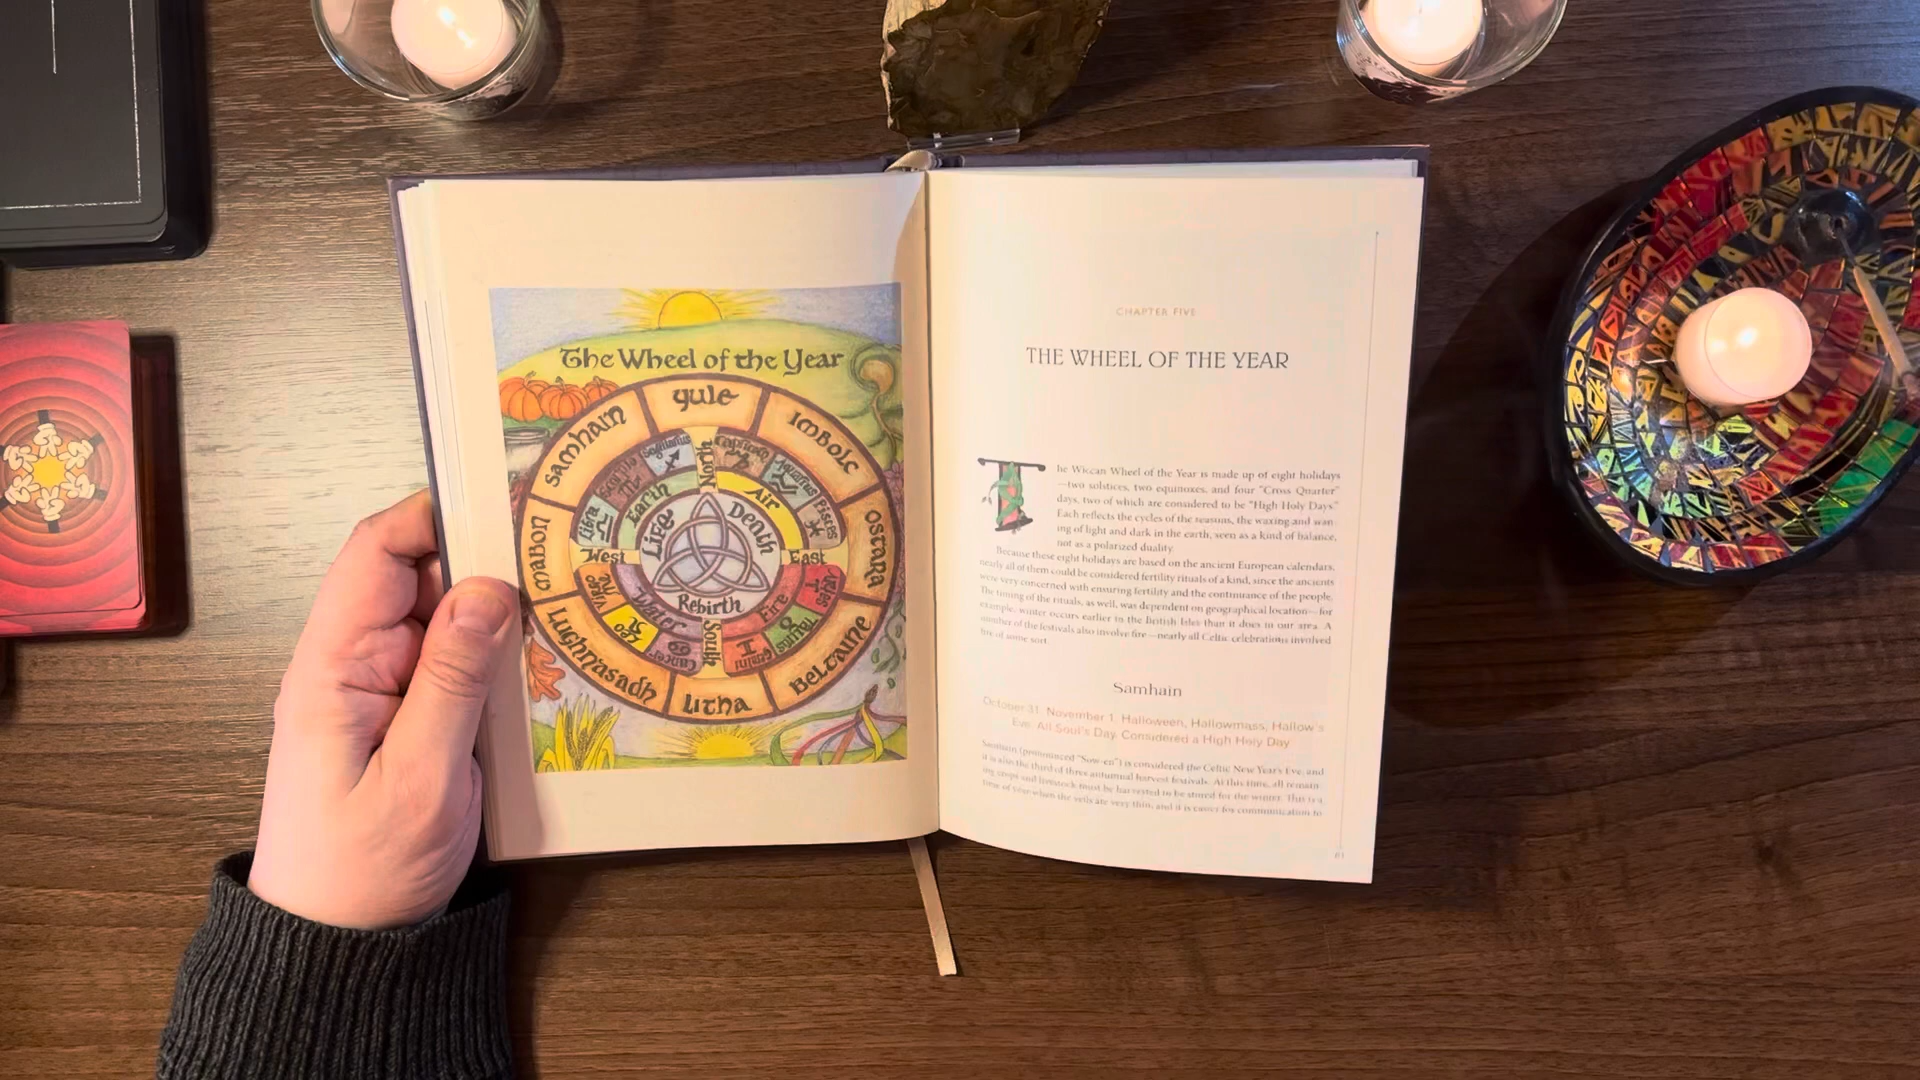 The Wheel of the Year
Yule
Imbolc
Ostara
Beltaine
Litha
Lughnasadh
Mabon
Samhain
North
East
South
West
Capricorn
Aquarius
Pisces
Taurus
Gemini
Cancer
Leo
Libra
Sagittarius
Earth
Air
Fire
Water
Life
Death
Rebirth
CHAPTER FIVE
THE WHEEL OF THE YEAR
The Wiccan Wheel of the Year is made up of eight holidays
—two solstices, two equinoxes, and four "Cross Quarter"
days, two of which are considered to be "High Holy Days"
Each reflects the cycles of the seasons, the waxing and wan-
ing of light and dark in the earth, seen as a kind of balance,
not as a polarized duality.
Because these eight holidays are based on the ancient European calendars,
nearly all of them could be considered fertility rituals of a kind, since the ancients
were very concerned with ensuring fertility and the continuance of the people.
The timing of the rituals, as well, was dependent on geographical location—for
example, winter occurs earlier in the British Isles than it does in our area. A
number of the festivals also involve fire—nearly all Celtic celebrations involved
fire of some sort.
Samhain
October 31, November 1, Halloween, Hallowmass, Hallow's
Eve, All Soul's Day. Considered a High Holy Day
Samhain (pronounced "Sow-en") is considered the Celtic New Year's Eve, and
it is also the third of three autumnal harvest festivals. At this time, all remain-
ing crops and livestock must be harvested to be stored for the winter. This is a
time of year when the veils are very thin, and it is easier for communication to